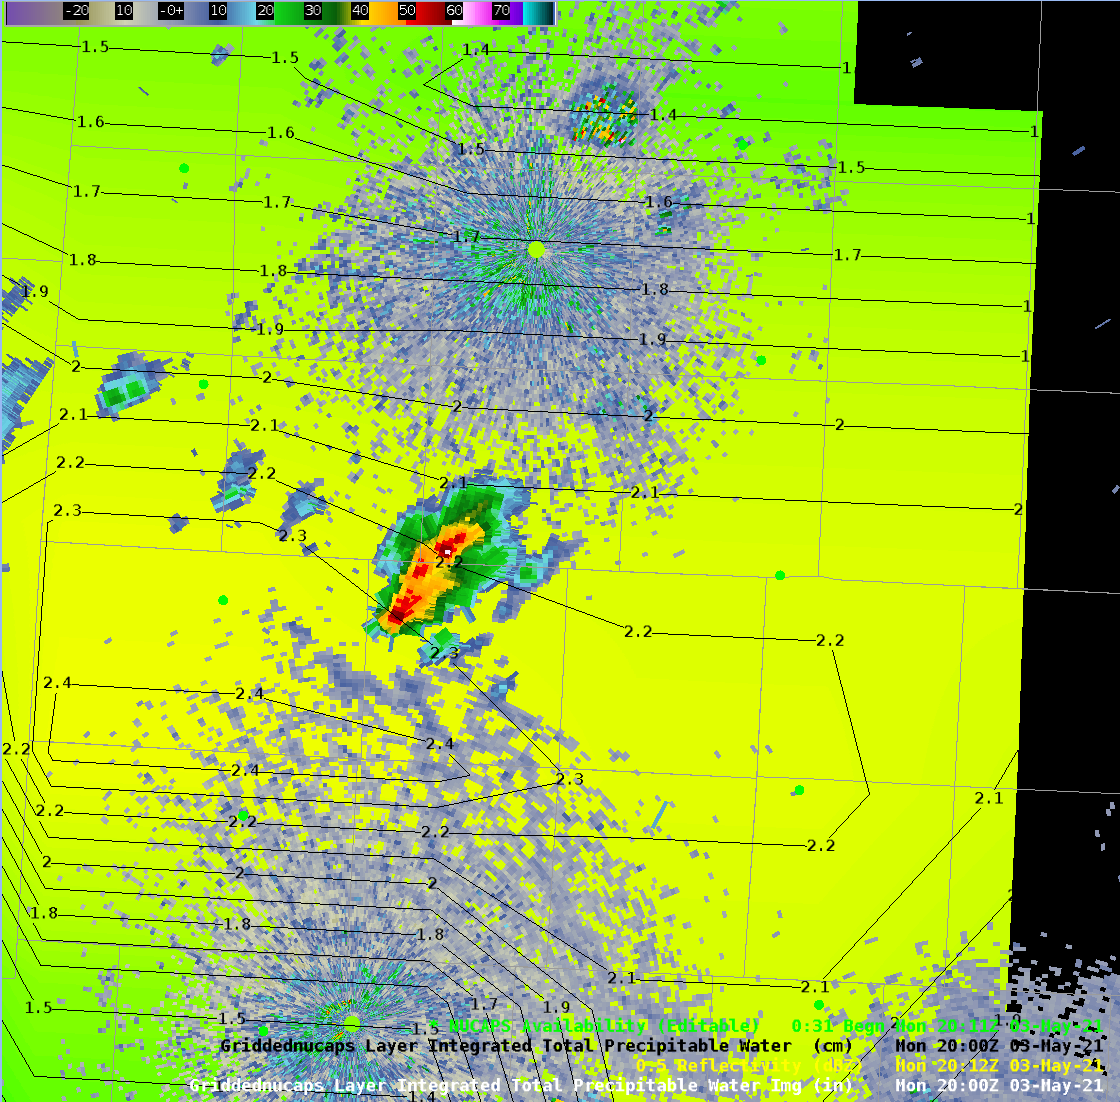 -20 10 -0+ 10 20 30 40 50 60 70
1.5 1.5 1.4 1
1.6 1.6 1.5 1.4 1
1.7 1.7 1.6 1.5 1
1.8 1.8 1.7 1.7
1.9 1.9 1.8 1
2 2 1.9 1
2.1 2.1 2 2 2
2.2 2.2 2.1 2.1 2
2.3 2.3 2.2
2.2 2.2
2.3
2.4 2.4
2.2 2.4
2.4 2.3 2.1
2.2 2.2 2.2 2.2
2 2 2
1.8 1.8 1.8
2.1 2.1
1.5 1.5 1.5 1.7 1.9 2
NUCAPS Availability (Editable) 0:31 Begn Mon 20:11Z 03-May-21
Griddednucaps Layer Integrated Total Precipitable Water (cm) Mon 20:00Z 03-May-21
0.5 Reflectivity (dBZ) Mon 20:12Z 03-May-21
Griddednucaps Layer Integrated Total Precipitable Water Img (in) Mon 20:00Z 03-May-21
1.4